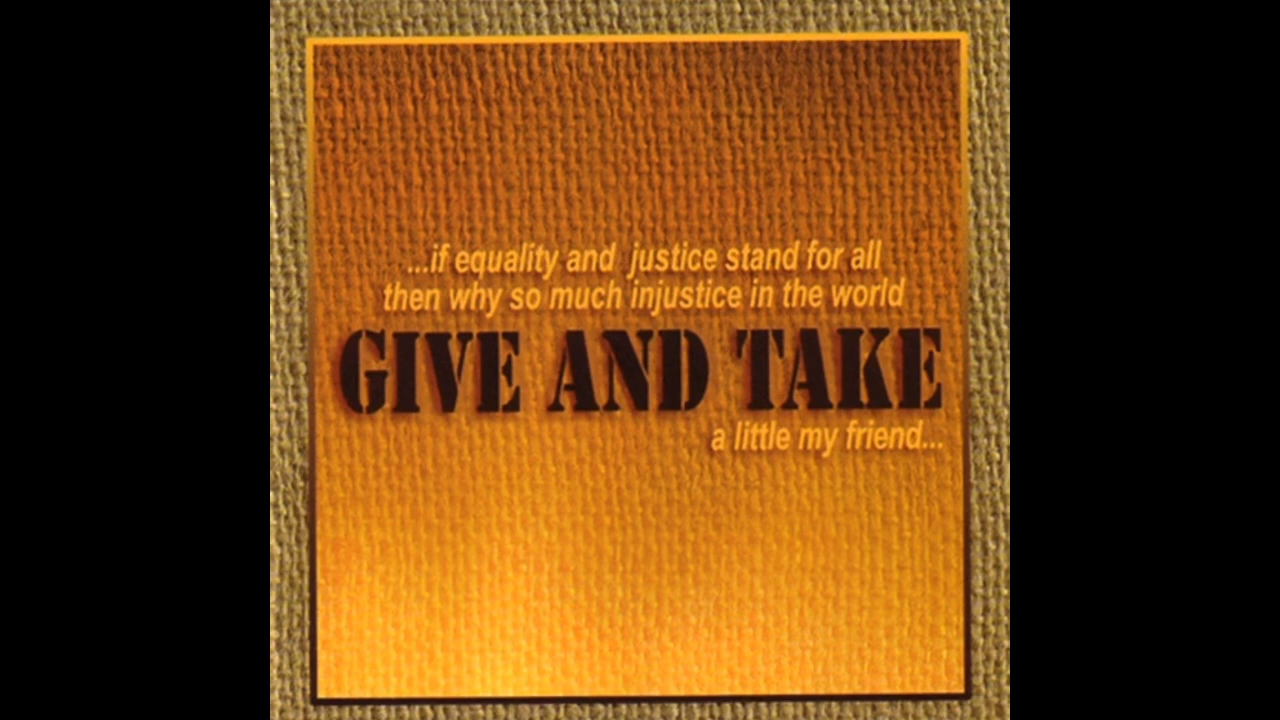 ...if equality and justice stand for all
then why so much injustice in the world
GIVE AND TAKE
a little my friend...